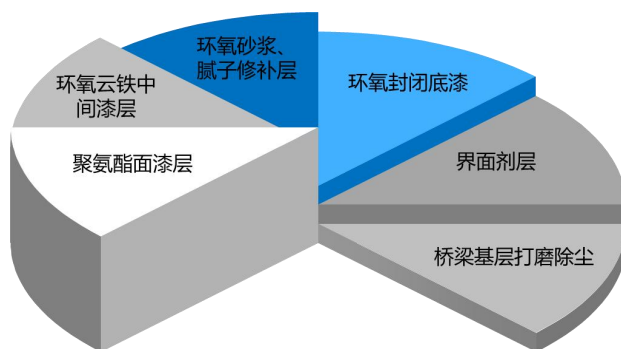 环氧砂浆、
腻子修补层
环氧封闭底漆
环氧云铁中
间漆层
聚氨酯面漆层
界面剂层
桥梁基层打磨除尘